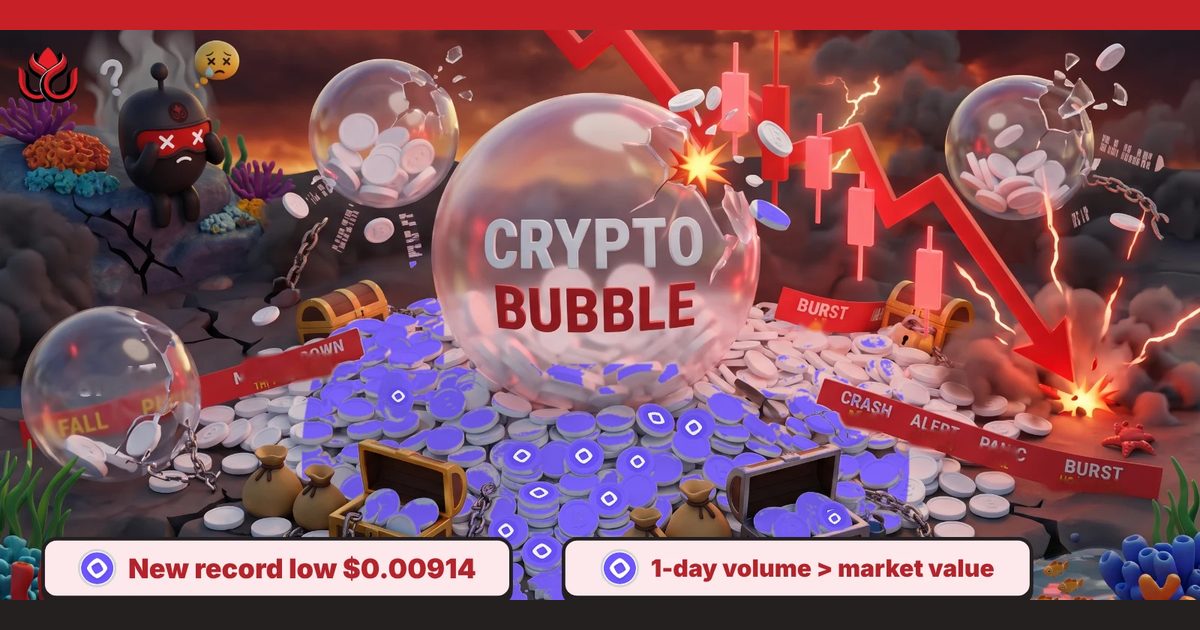 ?
CRYPTO
BUBBLE
BURST
FALL
CRASH ALERT PANIC BURST
New record low $0.00914
1-day volume > market value